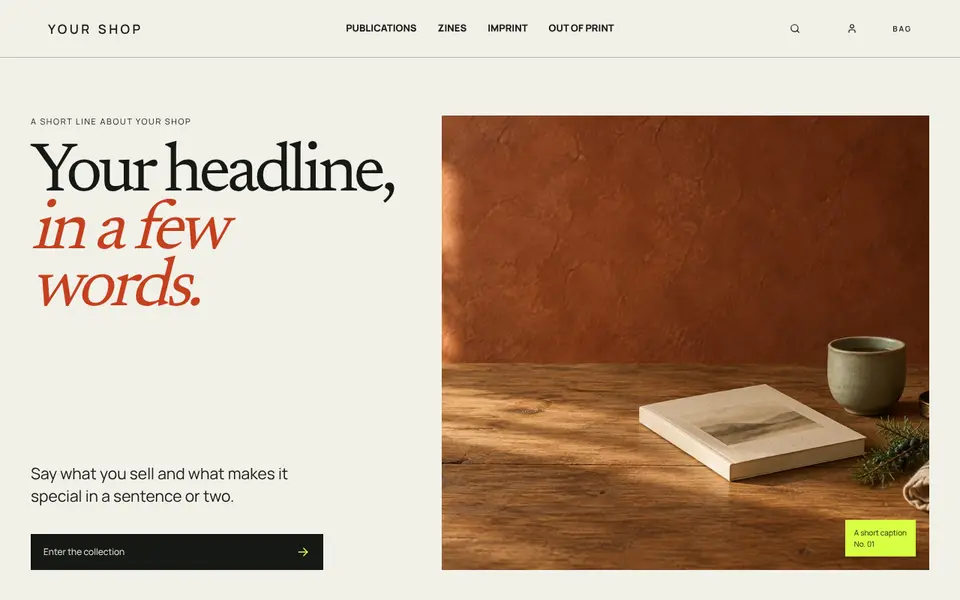 YOUR SHOP
PUBLICATIONS ZINES IMPRINT OUT OF PRINT
BAG
A SHORT LINE ABOUT YOUR SHOP
Your headline,
in a few
words.
Say what you sell and what makes it
special in a sentence or two.
Enter the collection
A short caption
No. 01